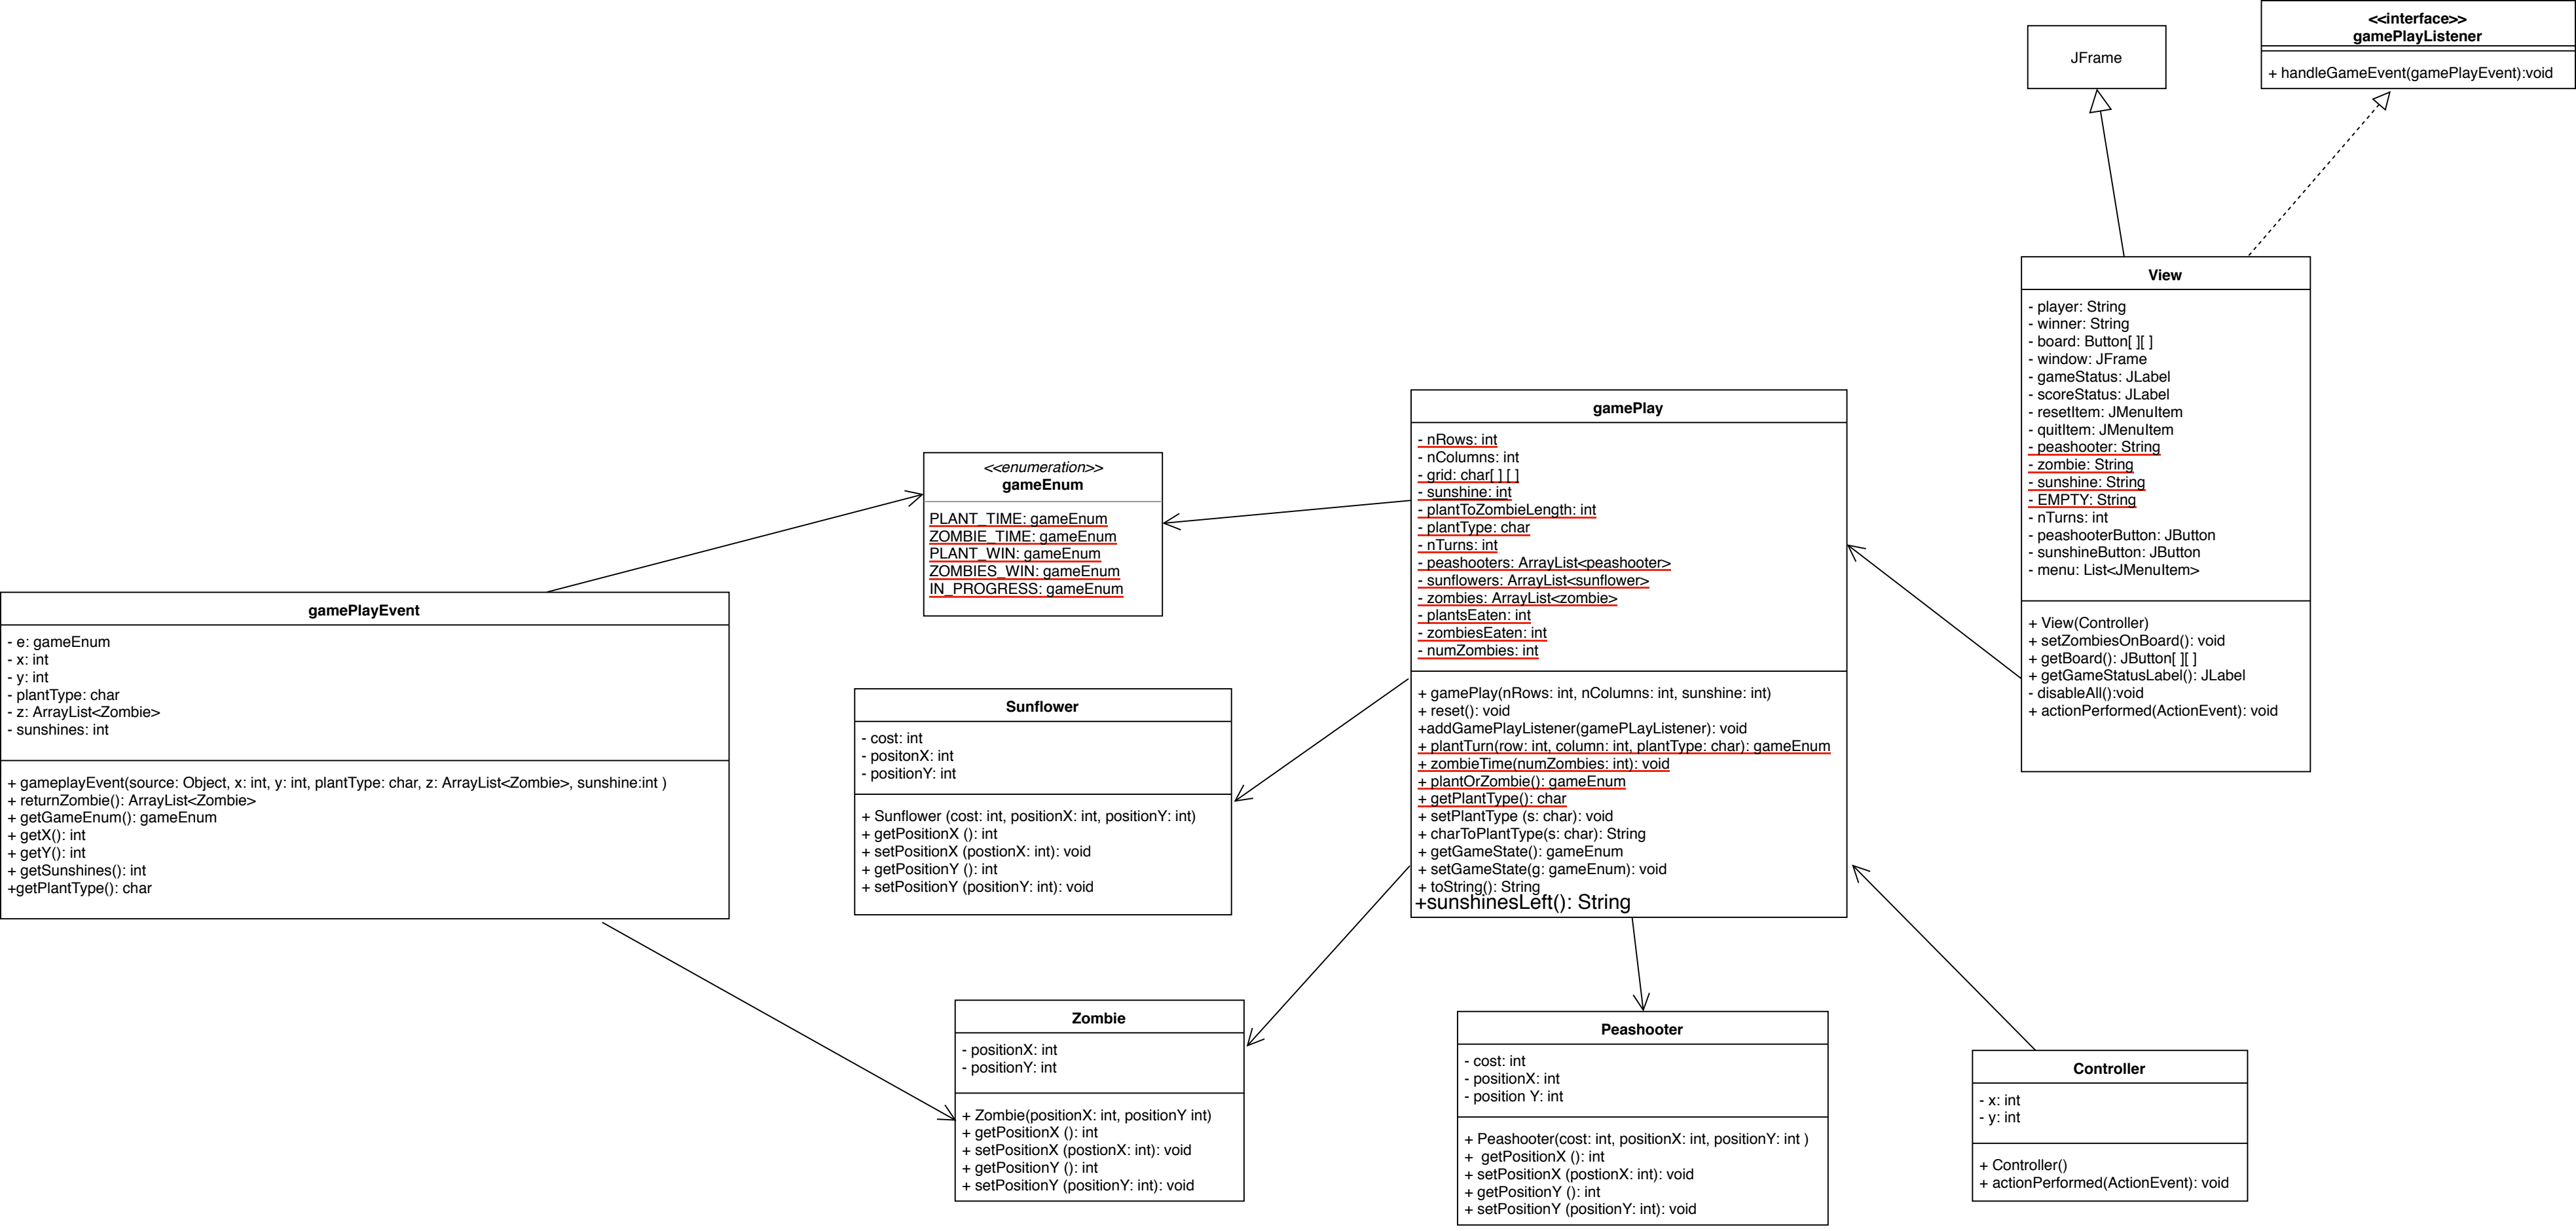 JFrame
<<interface>>
gamePlayListener
+ handleGameEvent(gamePlayEvent):void
View
- player: String
- winner: String
- board: Button[ ][ ]
- window: JFrame
- gameStatus: JLabel
- scoreStatus: JLabel
- resetItem: JMenuItem
- quitItem: JMenuItem
- peashooter: String
- zombie: String
- sunshine: String
- EMPTY: String
- nTurns: int
- peashooterButton: JButton
- sunshineButton: JButton
- menu: List<JMenuItem>
+ View(Controller)
+ setZombiesOnBoard(): void
+ getBoard(): JButton[ ][ ]
+ getGameStatusLabel(): JLabel
- disableAll():void
+ actionPerformed(ActionEvent): void
gamePlay
- nRows: int
- nColumns: int
- grid: char[ ] [ ]
- sunshine: int
- plantToZombieLength: int
- plantType: char
- nTurns: int
- peashooters: ArrayList<peashooter>
- sunflowers: ArrayList<sunflower>
- zombies: ArrayList<zombie>
- plantsEaten: int
- zombiesEaten: int
- numZombies: int
+ gamePlay(nRows: int, nColumns: int, sunshine: int)
+ reset(): void
+addGamePlayListener(gamePLayListener): void
+ plantTurn(row: int, column: int, plantType: char): gameEnum
+ zombieTime(numZombies: int): void
+ plantOrZombie(): gameEnum
+ getPlantType(): char
+ setPlantType (s: char): void
+ charToPlantType(s: char): String
+ getGameState(): gameEnum
+ setGameState(g: gameEnum): void
+ toString(): String
+sunshinesLeft(): String
<<enumeration>>
gameEnum
PLANT_TIME: gameEnum
ZOMBIE_TIME: gameEnum
PLANT_WIN: gameEnum
ZOMBIES_WIN: gameEnum
IN_PROGRESS: gameEnum
gamePlayEvent
- e: gameEnum
- x: int
- y: int
- plantType: char
- z: ArrayList<Zombie>
- sunshines: int
+ gameplayEvent(source: Object, x: int, y: int, plantType: char, z: ArrayList<Zombie>, sunshine:int )
+ returnZombie(): ArrayList<Zombie>
+ getGameEnum(): gameEnum
+ getX(): int
+ getY(): int
+ getSunshines(): int
+getPlantType(): char
Sunflower
- cost: int
- positonX: int
- positionY: int
+ Sunflower (cost: int, positionX: int, positionY: int)
+ getPositionX (): int
+ setPositionX (postionX: int): void
+ getPositionY (): int
+ setPositionY (positionY: int): void
Zombie
- positionX: int
- positionY: int
+ Zombie(positionX: int, positionY int)
+ getPositionX (): int
+ setPositionX (postionX: int): void
+ getPositionY (): int
+ setPositionY (positionY: int): void
Peashooter
- cost: int
- positionX: int
- position Y: int
+ Peashooter(cost: int, positionX: int, positionY: int )
+  getPositionX (): int
+ setPositionX (postionX: int): void
+ getPositionY (): int
+ setPositionY (positionY: int): void
Controller
- x: int
- y: int
+ Controller()
+ actionPerformed(ActionEvent): void